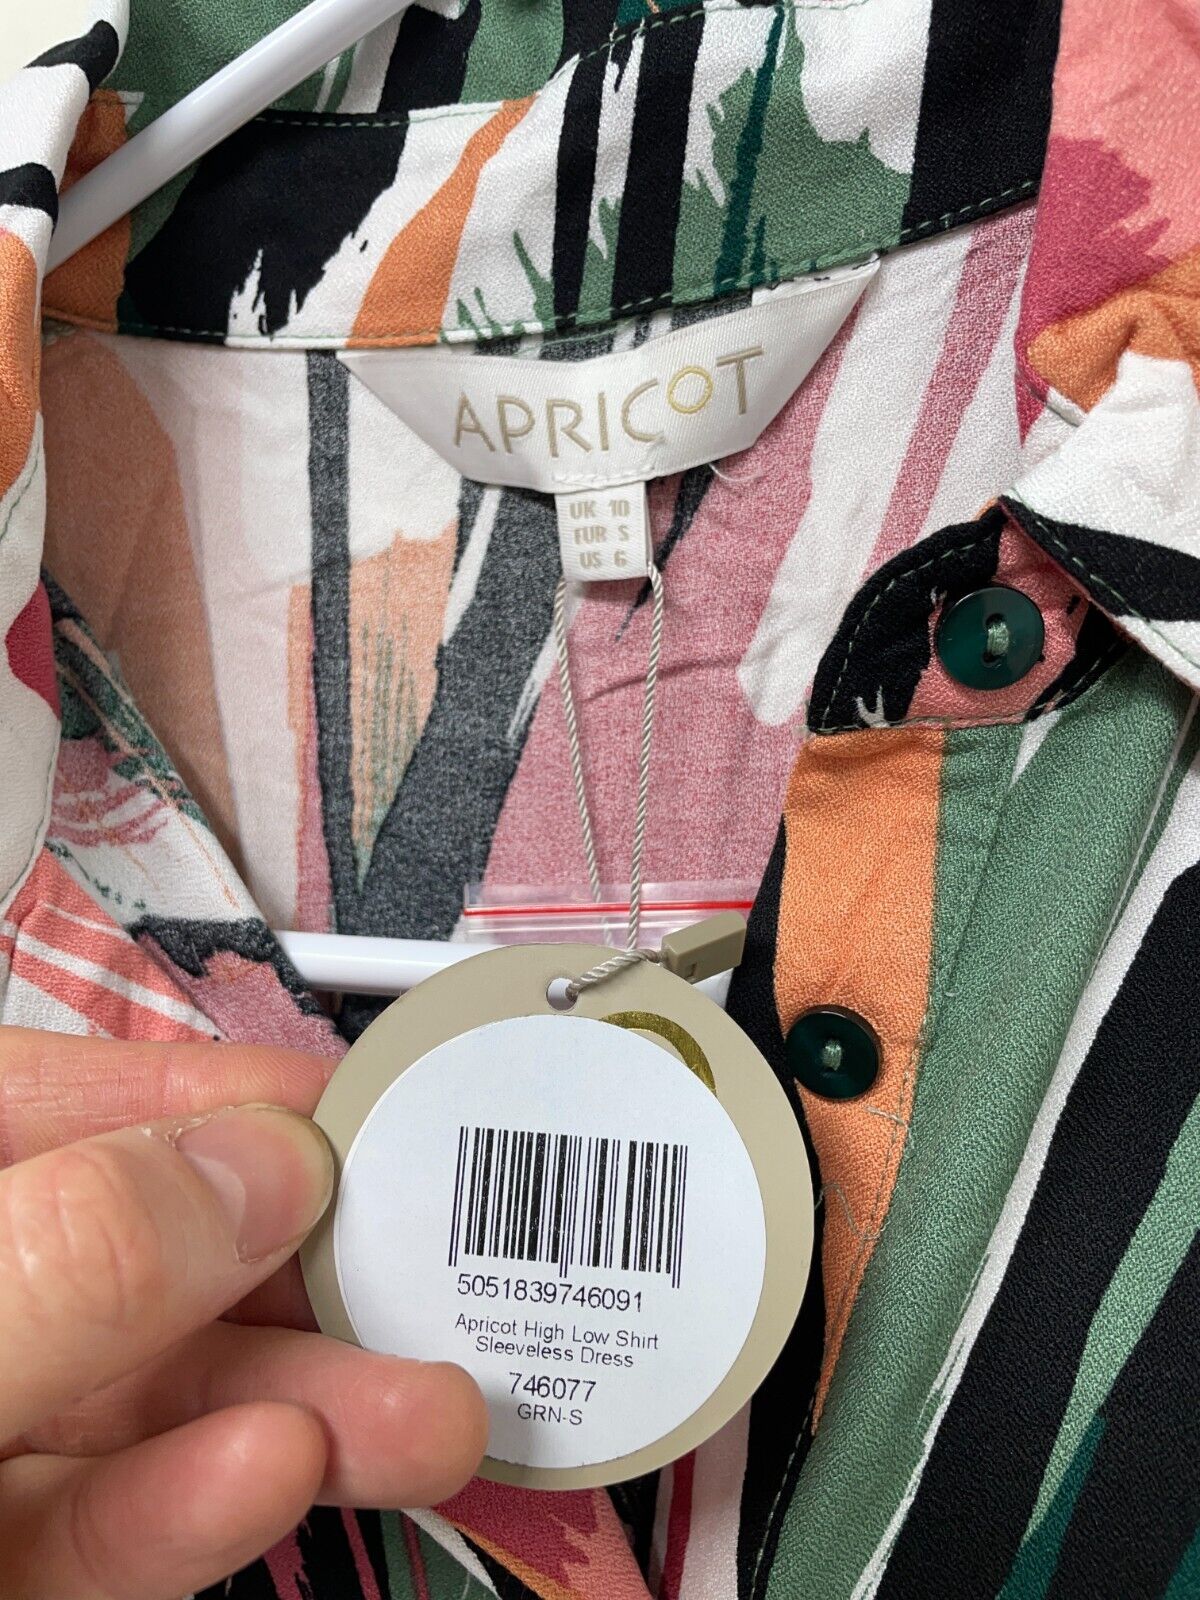 APRICOT
UK 10
EUR S
US 6
5051839746091
Apricot High Low Shirt
Sleeveless Dress
746077
GRN-S